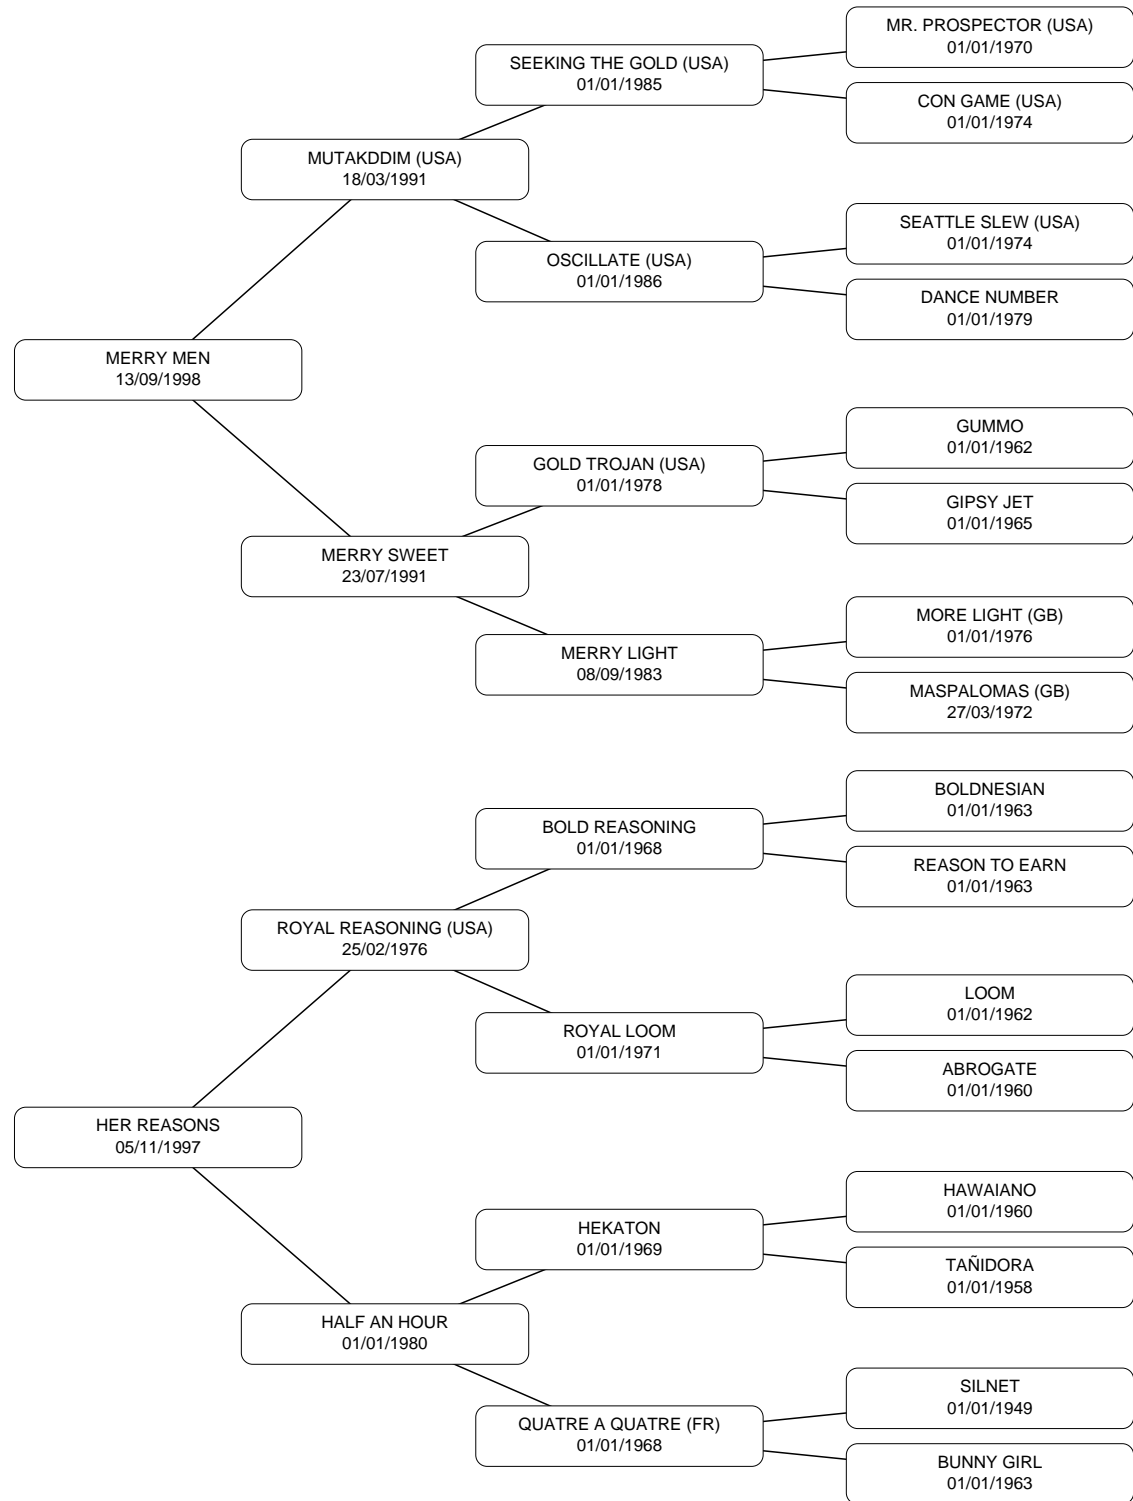 MR. PROSPECTOR (USA)
01/01/1970
SEEKING THE GOLD (USA)
01/01/1985
CON GAME (USA)
01/01/1974
MUTAKDDIM (USA)
18/03/1991
SEATTLE SLEW (USA)
01/01/1974
OSCILLATE (USA)
01/01/1986
DANCE NUMBER
01/01/1979
MERRY MEN
13/09/1998
GUMMO
01/01/1962
GOLD TROJAN (USA)
01/01/1978
GIPSY JET
01/01/1965
MERRY SWEET
23/07/1991
MORE LIGHT (GB)
01/01/1976
MERRY LIGHT
08/09/1983
MASPALOMAS (GB)
27/03/1972
BOLDNESIAN
01/01/1963
BOLD REASONING
01/01/1968
REASON TO EARN
01/01/1963
ROYAL REASONING (USA)
25/02/1976
LOOM
01/01/1962
ROYAL LOOM
01/01/1971
ABROGATE
01/01/1960
HER REASONS
05/11/1997
HAWAIANO
01/01/1960
HEKATON
01/01/1969
TAÑIDORA
01/01/1958
HALF AN HOUR
01/01/1980
SILNET
01/01/1949
QUATRE A QUATRE (FR)
01/01/1968
BUNNY GIRL
01/01/1963